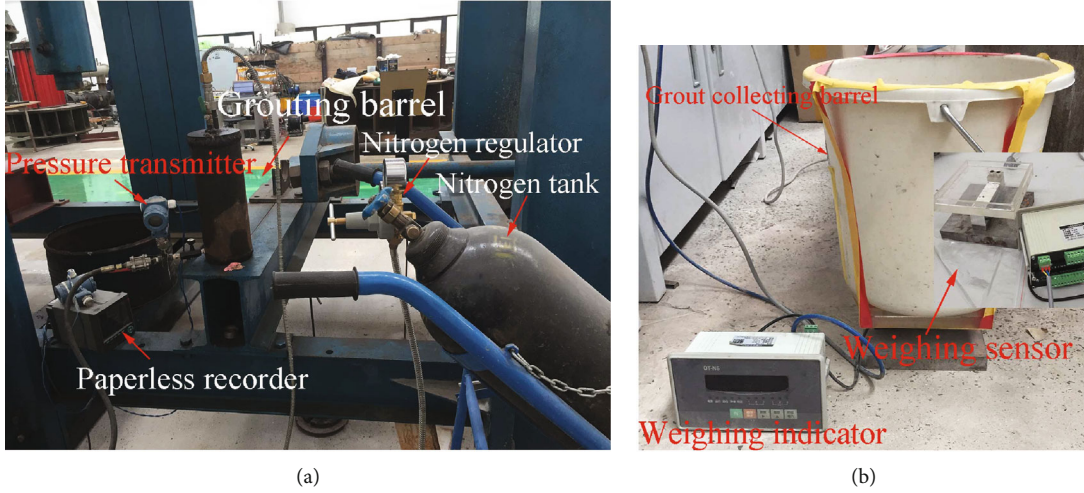 Grouting barrel
Pressure transmitter
Nitrogen regulator
Nitrogen tank
Paperless recorder
(a)
Grout collecting barrel
Weighing sensor
Weighing indicator
(b)